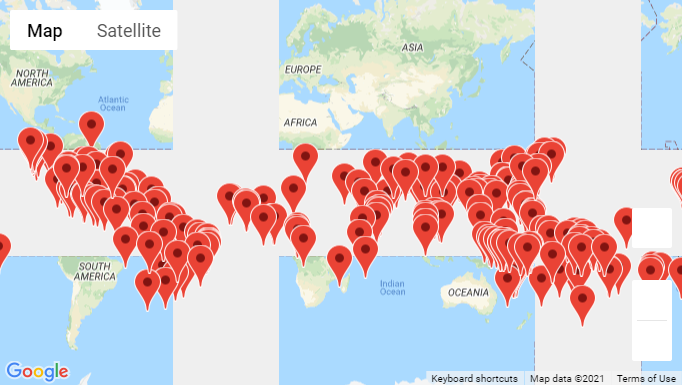 Map Satellite
ASIA
EUROPE
NORTH
AMERICA
Atlantic
Ocean
AFRICA
SOUTH
AMERICA
Indian
Ocean
OCEANIA
Google
Keyboard shortcuts Map data ©2021 Terms of Use